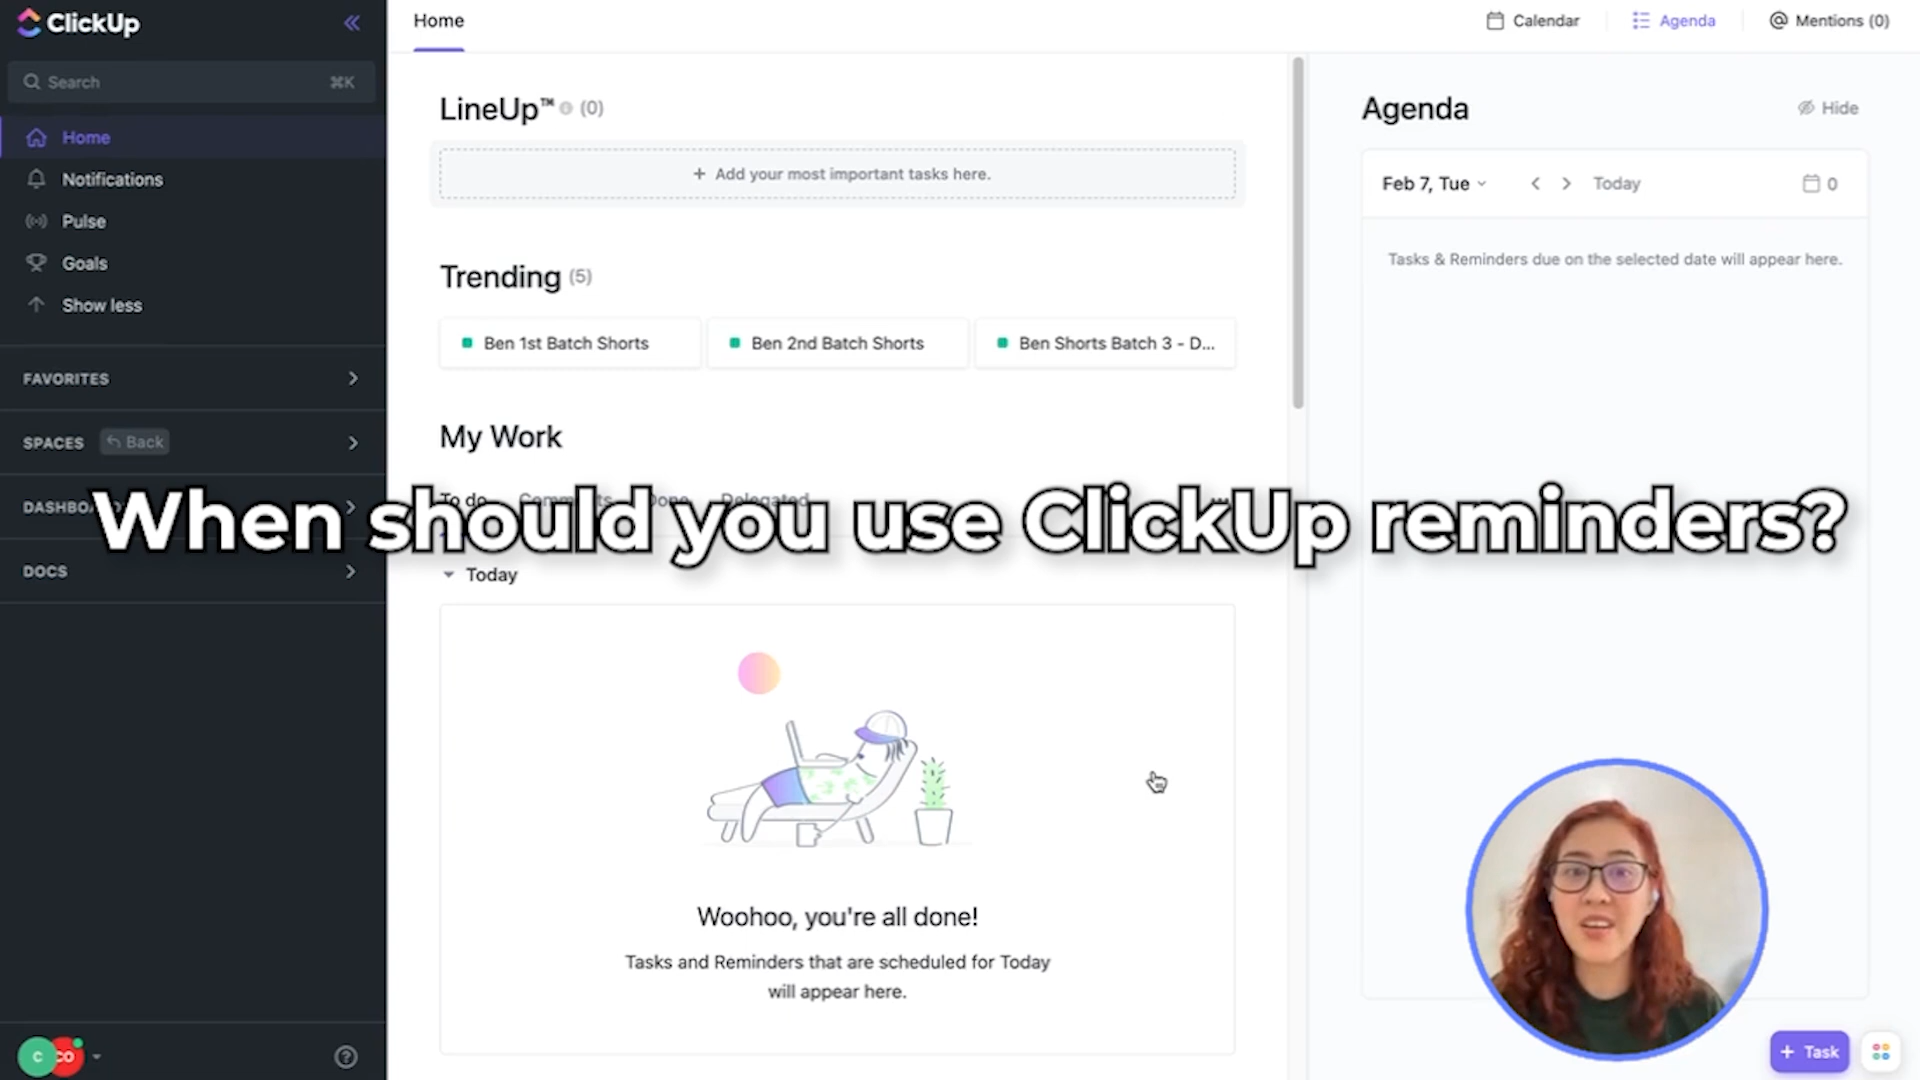 ClickUp
Search
⌘K
Home
Notifications
Pulse
Goals
Show less
FAVORITES
SPACES
Back
DOCS
Home
Calendar
Agenda
Mentions (0)
LineUp™ (0)
+ Add your most important tasks here.
Trending (5)
Ben 1st Batch Shorts
Ben 2nd Batch Shorts
Ben Shorts Batch 3 - D...
My Work
To do
Delegated
When should you use ClickUp reminders?
Today
Woohoo, you're all done!
Tasks and Reminders that are scheduled for Today
will appear here.
Agenda
Hide
Feb 7, Tue
Today
0
Tasks & Reminders due on the selected date will appear here.
C
CO
+ Task